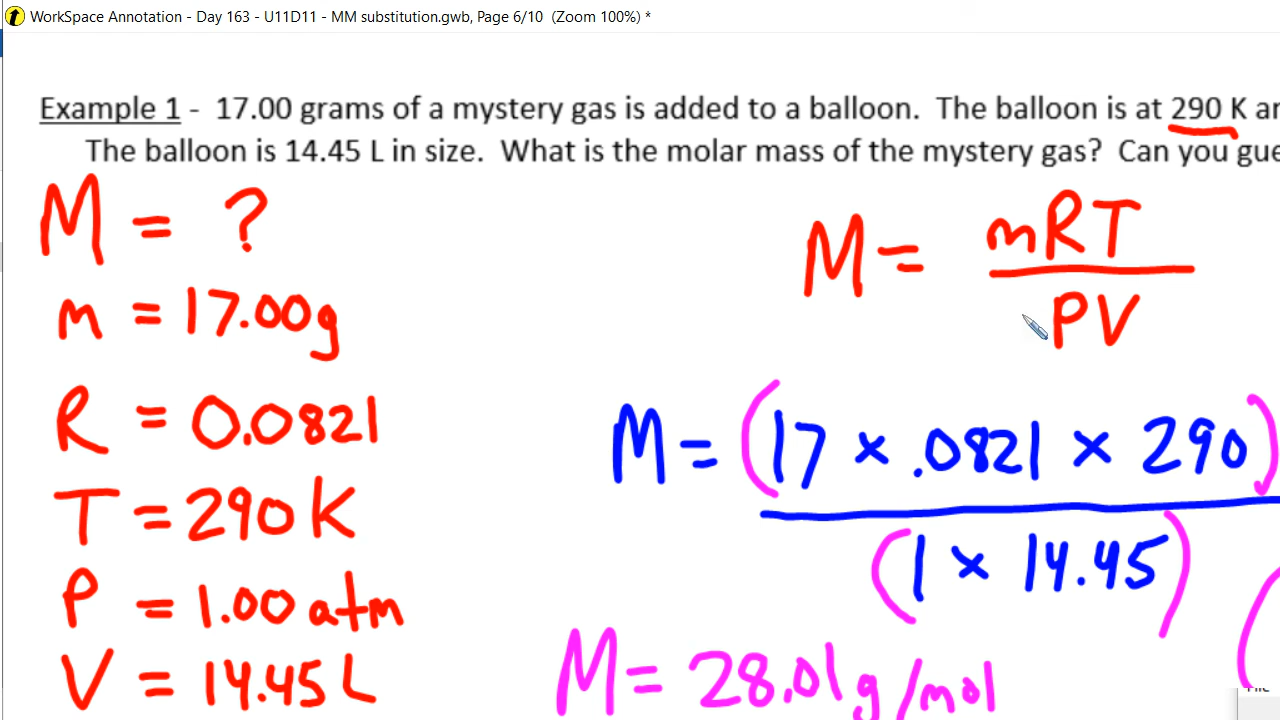 WorkSpace Annotation - Day 163 - U11D11 - MM substitution.gwb, Page 6/10 (Zoom 100%) *
Example 1 - 17.00 grams of a mystery gas is added to a balloon. The balloon is at 290 K
The balloon is 14.45 L in size. What is the molar mass of the mystery gas? Can you
M = ?
m = 17.00g
R = 0.0821
T = 290 K
P = 1.00 atm
V = 14.45 L
M = mRT
PV
M = (17 × .0821 × 290)
(1 × 14.45)
M = 28.01 g/mol